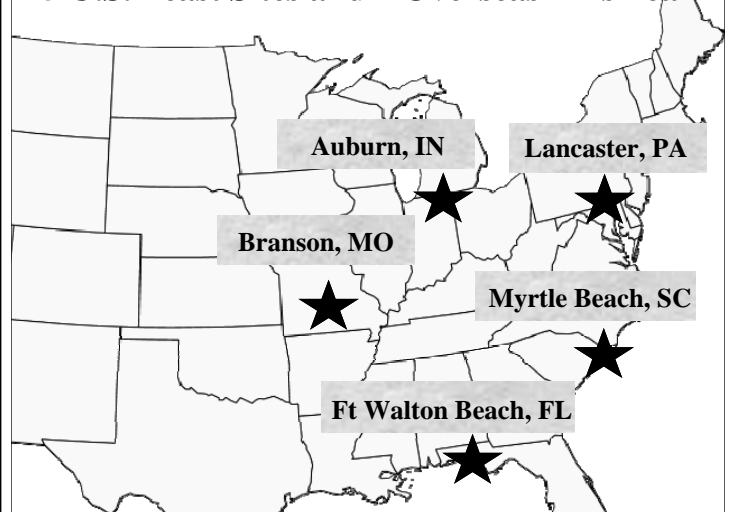 Auburn, IN
Lancaster, PA
Branson, MO
Myrtle Beach, SC
Ft Walton Beach, FL